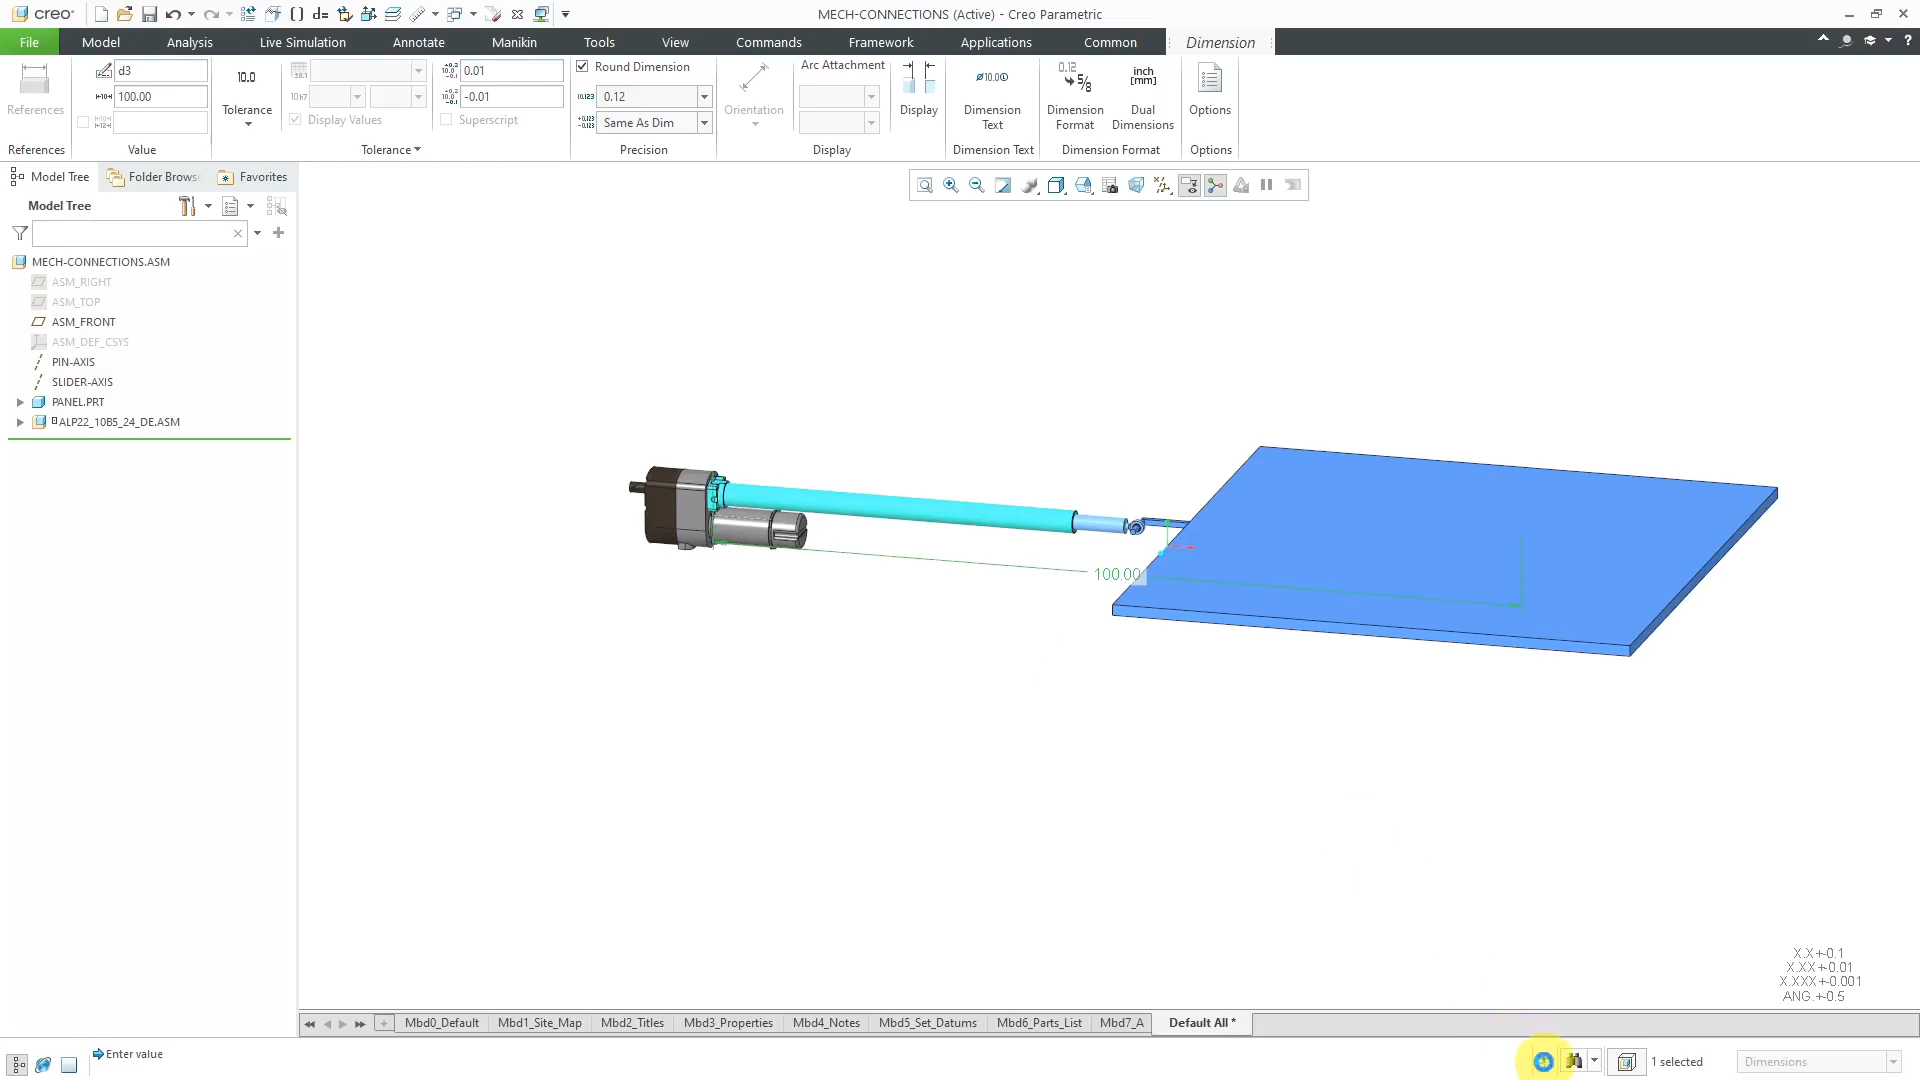 creo
MECH-CONNECTIONS (Active) - Creo Parametric
File
Model
Analysis
Live Simulation
Annotate
Manikin
Tools
View
Commands
Framework
Applications
Common
Dimension
References
References
d3
100.00
Value
10.0
Tolerance
Display Values
0.01
-0.01
Superscript
Tolerance
Round Dimension
0.12
Same As Dim
Precision
Orientation
Arc Attachment
Display
Display
10.00
Dimension Text
Dimension Text
0.12
Dimension Format
inch
[mm]
Dual Dimensions
Dimension Format
Options
Options
Model Tree
Folder Brows
Favorites
Model Tree
MECH-CONNECTIONS.ASM
ASM_RIGHT
ASM_TOP
ASM_FRONT
ASM_DEF_CSYS
PIN-AXIS
SLIDER-AXIS
PANEL.PRT
ALP22_10B5_24_DE.ASM
100.00
X.X+-0.1
X.XX+-0.01
X.XXX+-0.001
ANG.+-0.5
Mbd0_Default
Mbd1_Site_Map
Mbd2_Titles
Mbd3_Properties
Mbd4_Notes
Mbd5_Set_Datums
Mbd6_Parts_List
Mbd7_A
Default All *
Enter value
1 selected
Dimensions